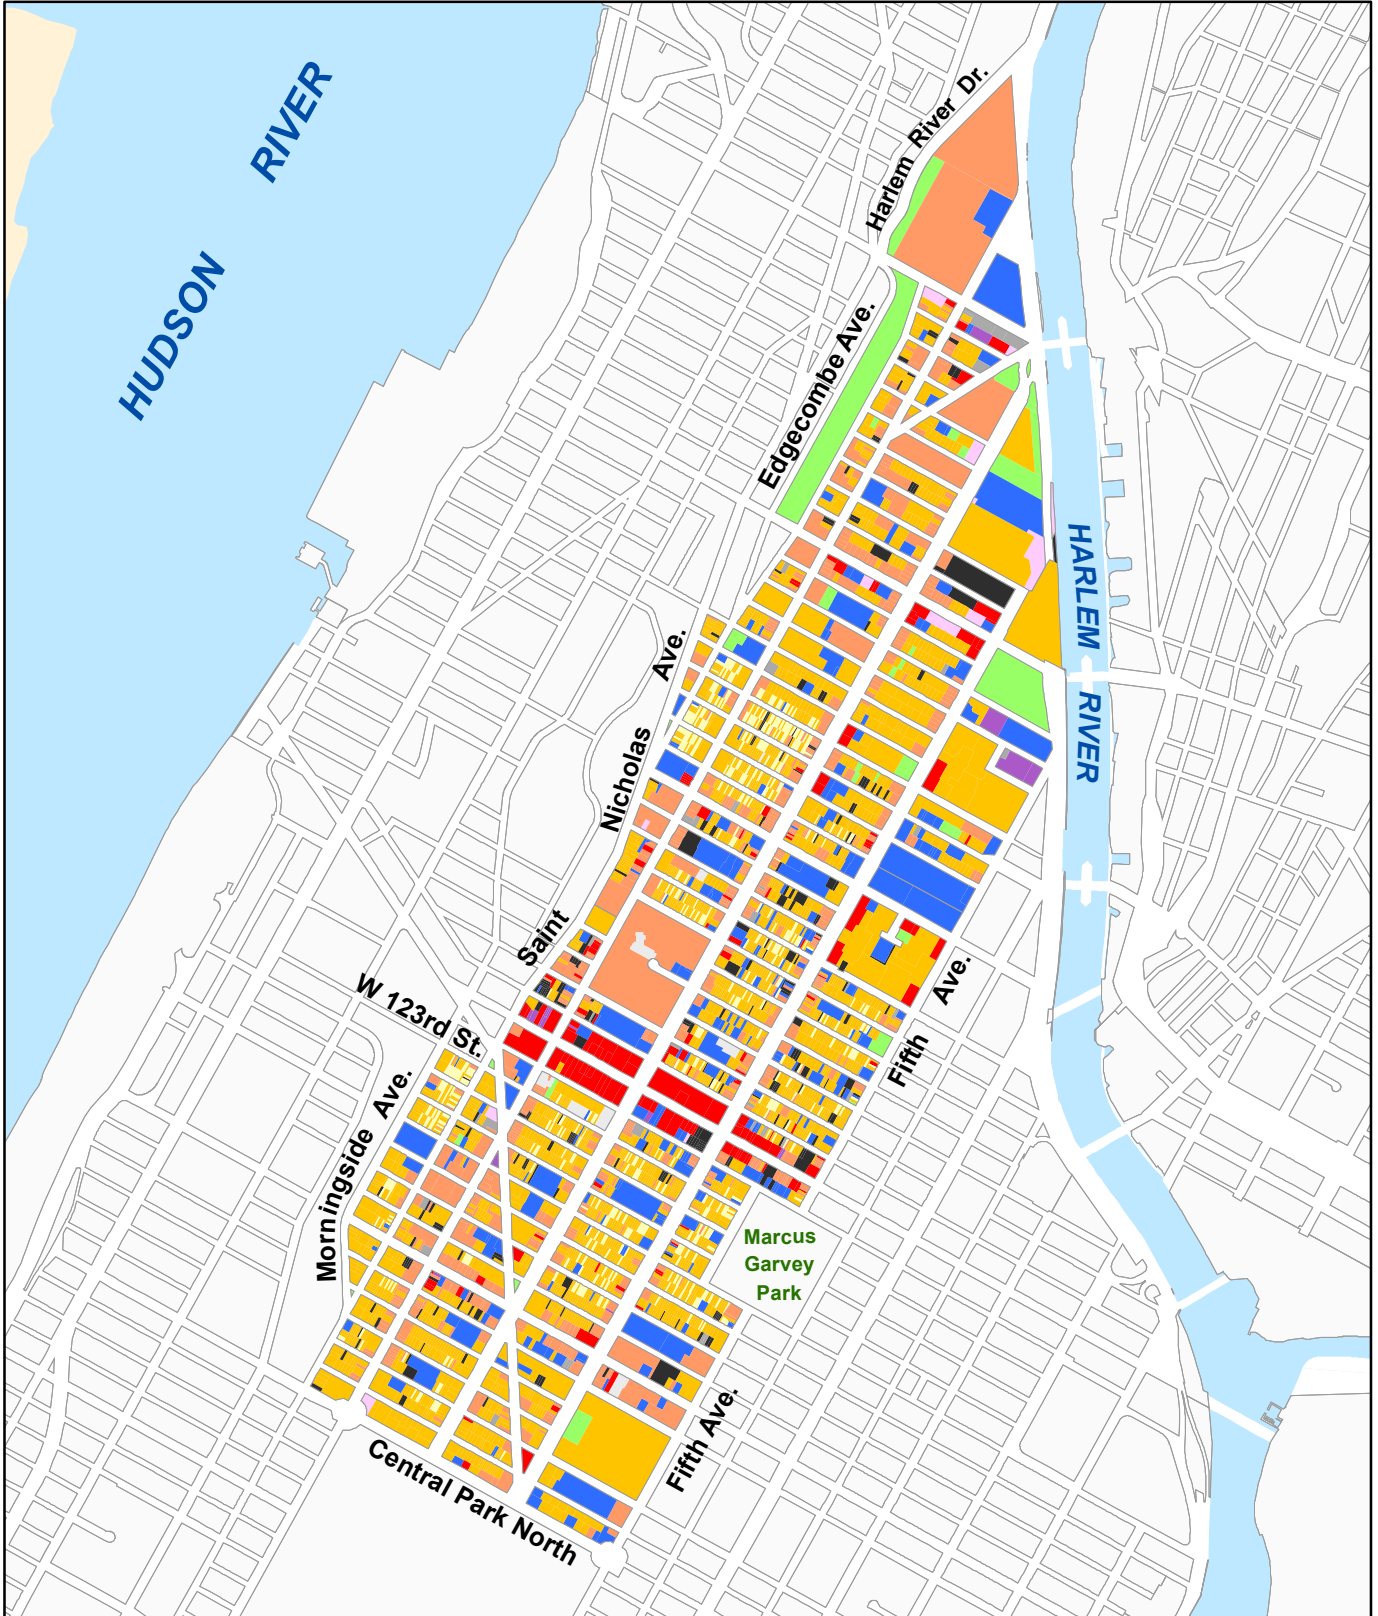 HUDSON RIVER
Harlem River Dr.
Edgecombe Ave.
HARLEM RIVER
Saint Nicholas Ave.
W 123rd St.
Fifth Ave.
Morningside Ave.
Marcus
Garvey
Park
Fifth Ave.
Central Park North